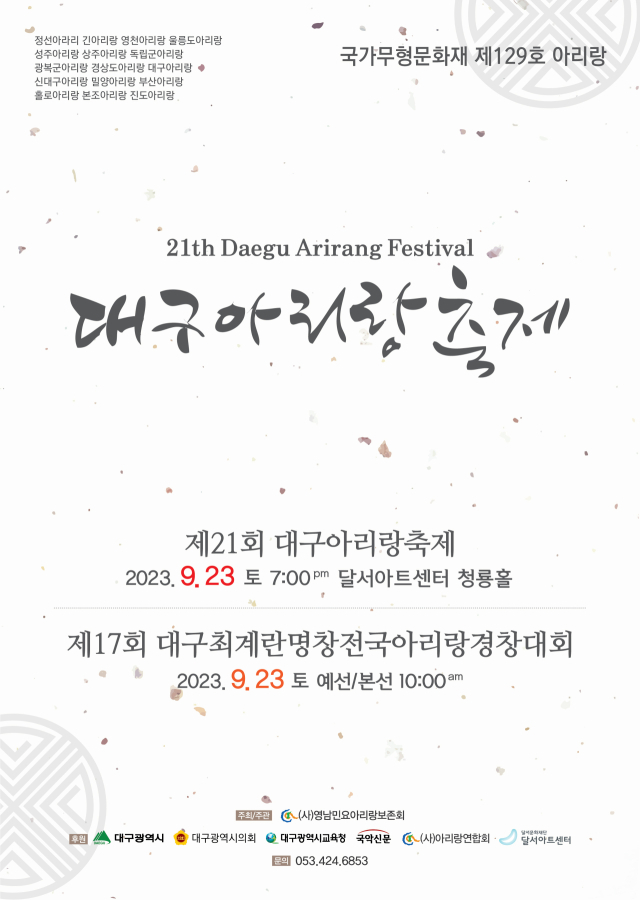 정선아라리 긴아리랑 영천아리랑 울릉도아리랑
성주아리랑 상주아리랑 독립군아리랑
광복군아리랑 경상도아리랑 대구아리랑
신대구아리랑 밀양아리랑 부산아리랑
홀로아리랑 본조아리랑 진도아리랑
국가무형문화재 제129호 아리랑
21th Daegu Arirang Festival
대구아리랑축제
제21회 대구아리랑축제
2023. 9. 23 토 7:00pm 달서아트센터 청룡홀
제17회 대구최계란명창전국아리랑경창대회
2023. 9. 23 토 예선/본선 10:00am
주최/주관 (사)영남민요아리랑보존회
후원 대구광역시 대구광역시의회 대구광역시교육청 국악신문 (사)아리랑연합회 달서문화재단 달서아트센터
문의 053.424.6853